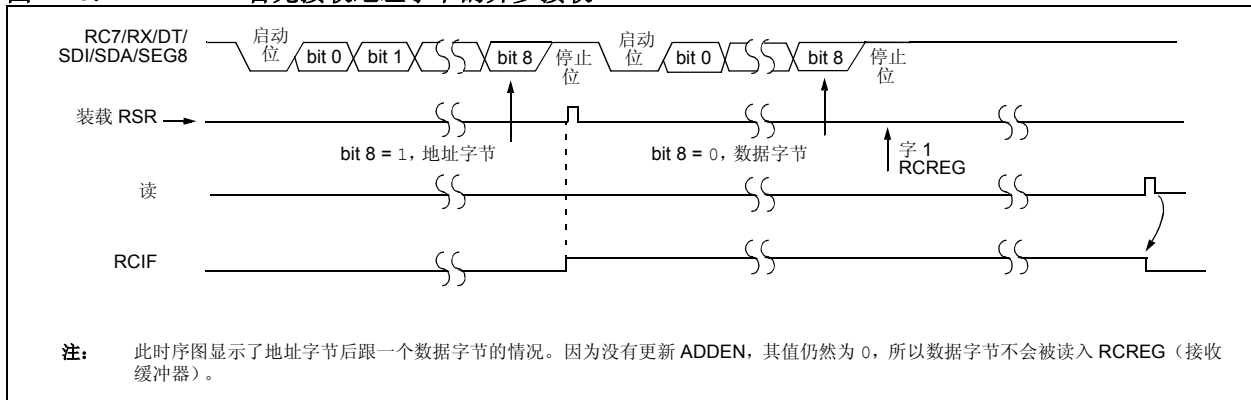 RC7/RX/DT/
SDI/SDA/SEG8
启动
位
bit 0
bit 1
bit 8
停止
位
启动
位
bit 0
bit 8
停止
位
装载 RSR
bit 8 = 1，地址字节
bit 8 = 0，数据字节
字 1
RCREG
读
RCIF
注： 此时序图显示了地址字节后跟一个数据字节的情况。因为没有更新 ADDEN，其值仍然为 0，所以数据字节不会被读入 RCREG（接收
缓冲器）。